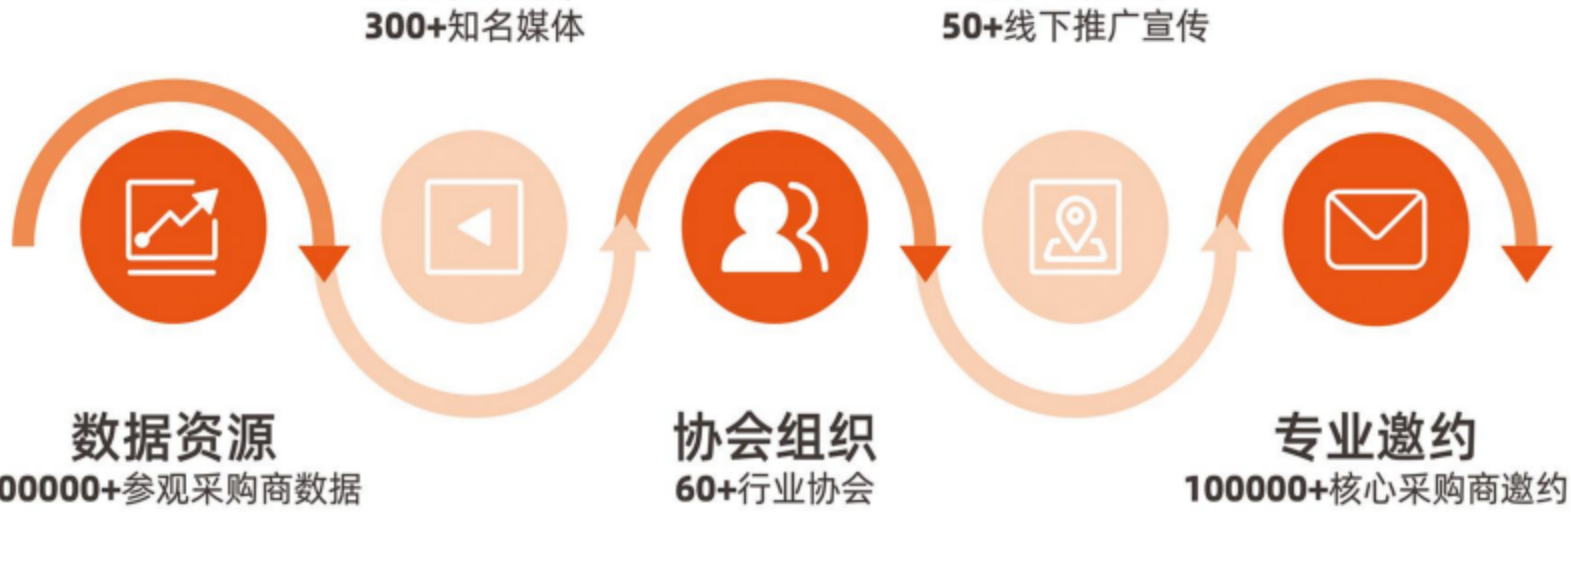 300+知名媒体
50+线下推广宣传
数据资源
00000+参观采购商数据
协会组织
60+行业协会
专业邀约
100000+核心采购商邀约